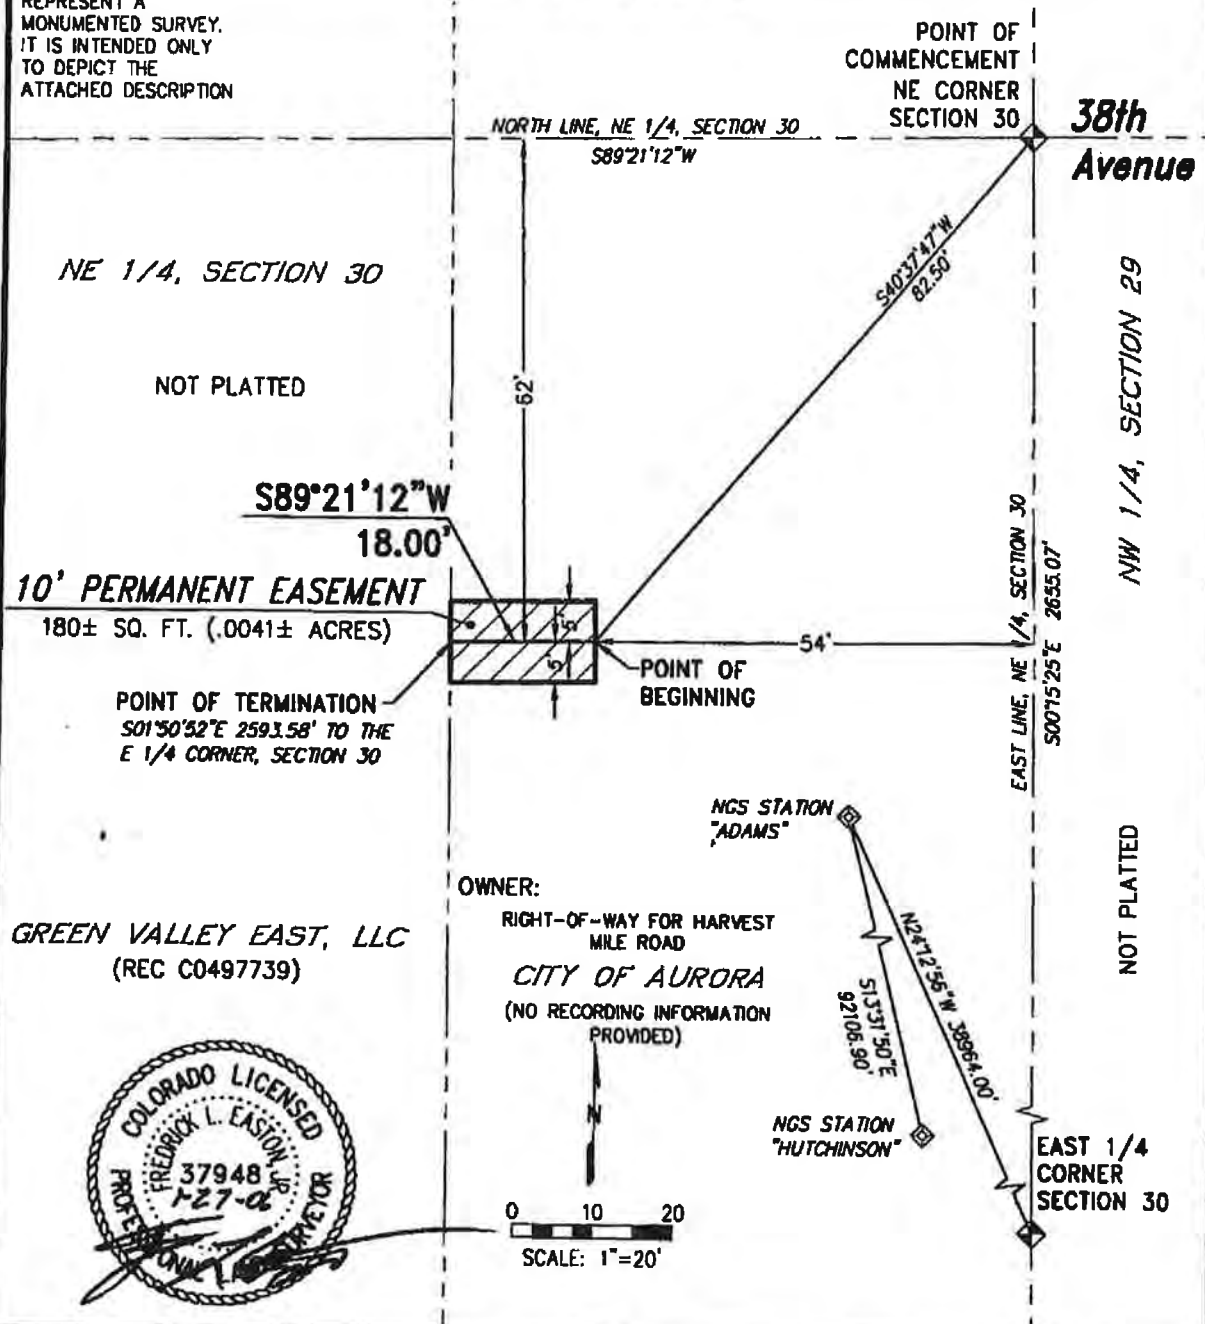 REPRESENT A
MONUMENTED SURVEY.
IT IS INTENDED ONLY
TO DEPICT THE
ATTACHED DESCRIPTION
POINT OF
COMMENCEMENT
NE CORNER
SECTION 30
38th
Avenue
NORTH LINE, NE 1/4, SECTION 30
S89°21'12"W
S40°37'47"W
82.50'
NE 1/4, SECTION 30
NOT PLATTED
62'
NW 1/4, SECTION 29
NOT PLATTED
S89°21'12"W
18.00'
10' PERMANENT EASEMENT
180± SQ. FT. (.0041± ACRES)
5'
5'
54'
POINT OF
BEGINNING
EAST LINE, NE 1/4, SECTION 30
S00°15'25"E 2655.07'
POINT OF TERMINATION
S01°50'52"E 2593.58' TO THE
E 1/4 CORNER, SECTION 30
NGS STATION
"ADAMS"
N24°12'56"W 38964.00'
S13°31'50"E
92106.90'
NGS STATION
"HUTCHINSON"
EAST 1/4
CORNER
SECTION 30
OWNER:
RIGHT-OF-WAY FOR HARVEST
MILE ROAD
CITY OF AURORA
(NO RECORDING INFORMATION
PROVIDED)
GREEN VALLEY EAST, LLC
(REC C0497739)
N
0 10 20
SCALE: 1"=20'
COLORADO LICENSED
FREDRICK L. EASTON, JR
37948
1-27-06
SURVEYOR